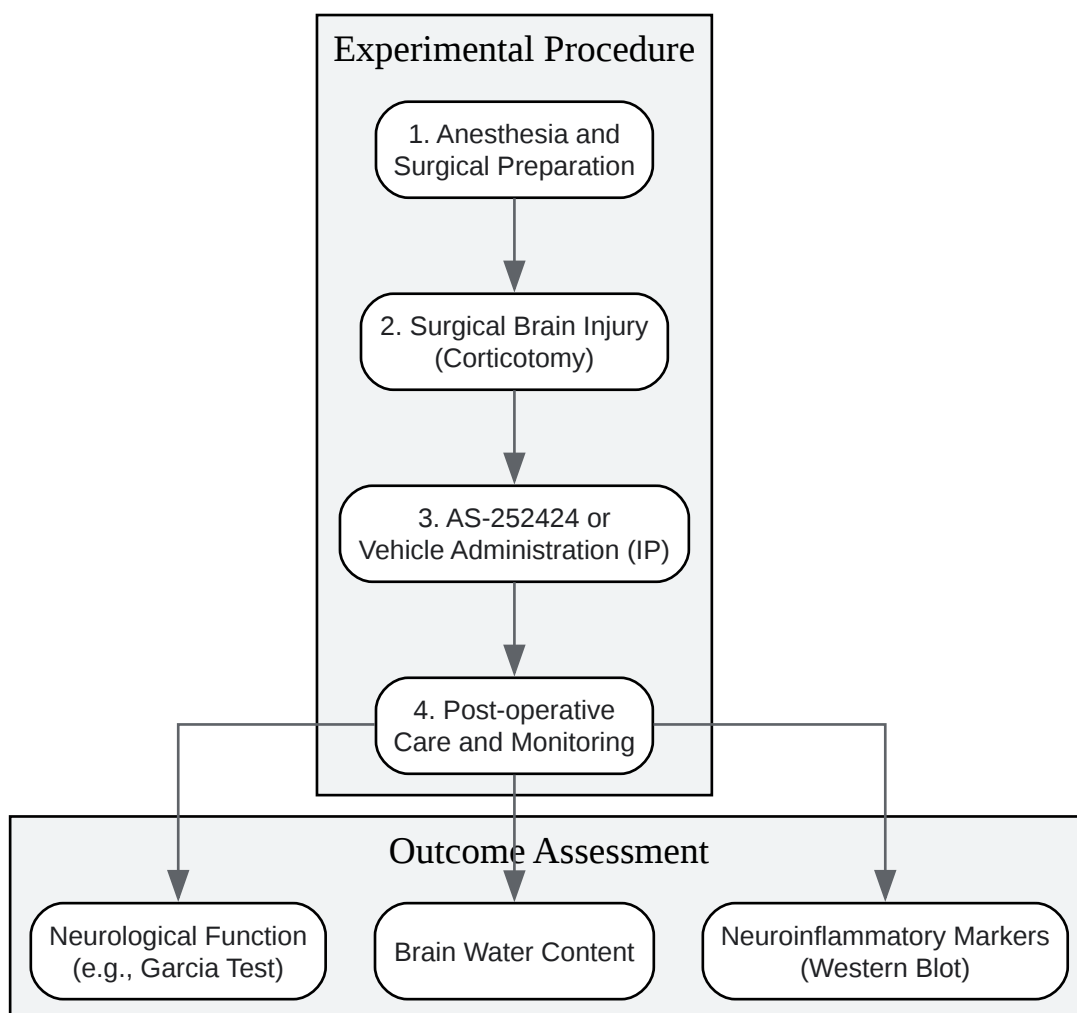 Experimental Procedure
1. Anesthesia and
Surgical Preparation
2. Surgical Brain Injury
(Corticotomy)
3. AS-252424 or
Vehicle Administration (IP)
4. Post-operative
Care and Monitoring
Outcome Assessment
Neurological Function
(e.g., Garcia Test)
Brain Water Content
Neuroinflammatory Markers
(Western Blot)